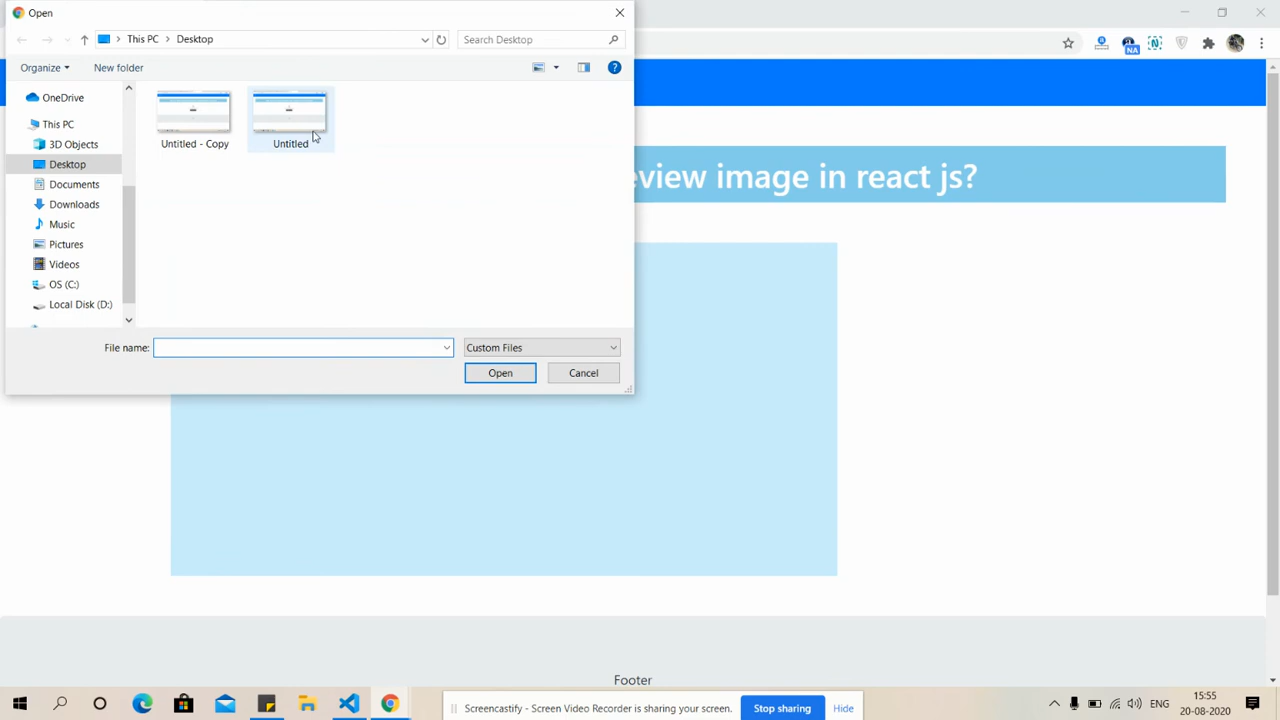 Open
This PC
Desktop
Search Desktop
Organize
New folder
OneDrive
This PC
3D Objects
Desktop
Documents
Downloads
Music
Pictures
Videos
OS (C:)
Local Disk (D:)
Untitled - Copy
Untitled
File name:
Custom Files
Open
Cancel
NA
eview image in react js?
Footer
Screencastify - Screen Video Recorder is sharing your screen.
Stop sharing
Hide
ENG
15:55
20-08-2020